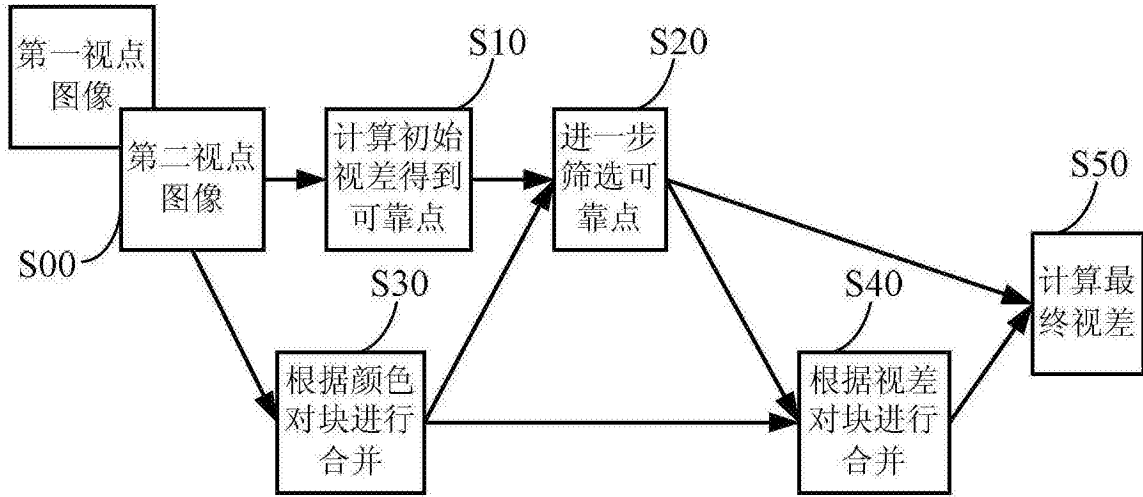 第一视点
图像
第二视点
图像
S00
S10
计算初始
视差得到
可靠点
S20
进一步
筛选可
靠点
S30
根据颜色
对块进行
合并
S40
根据视差
对块进行
合并
S50
计算最
终视差